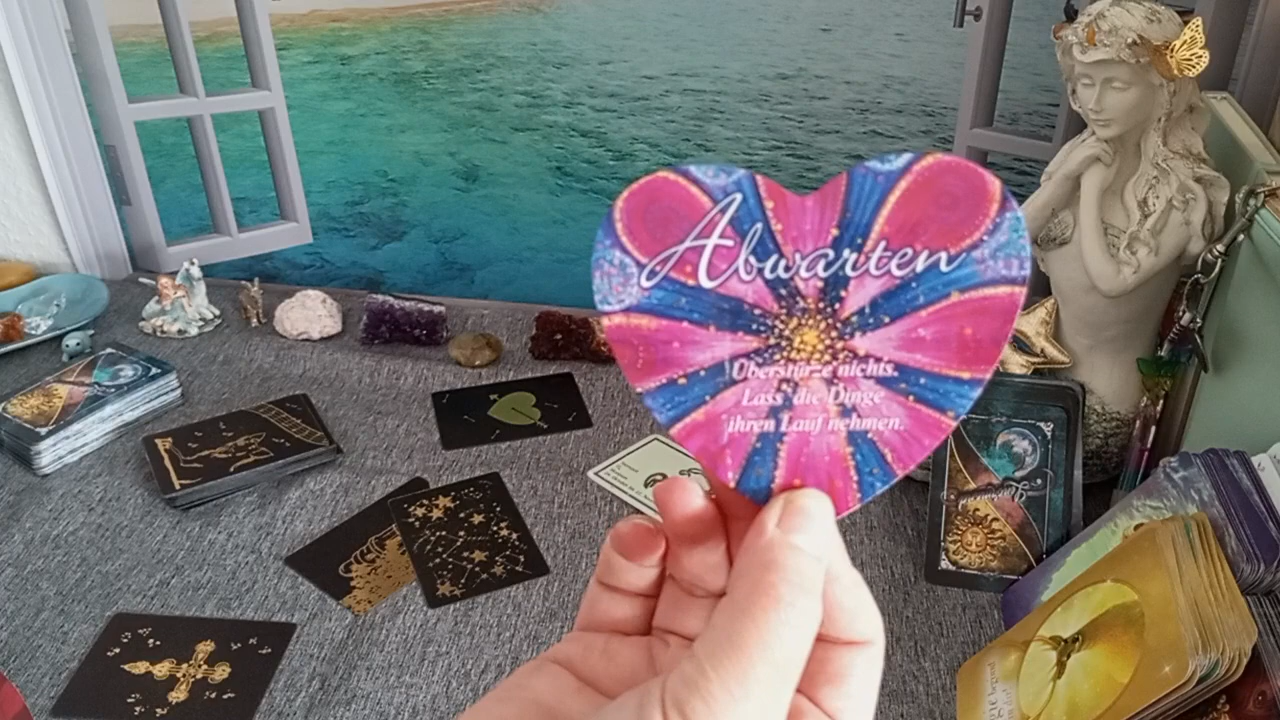 Abwarten
Überstürze nichts.
Lass' die Dinge
ihren Lauf nehmen.